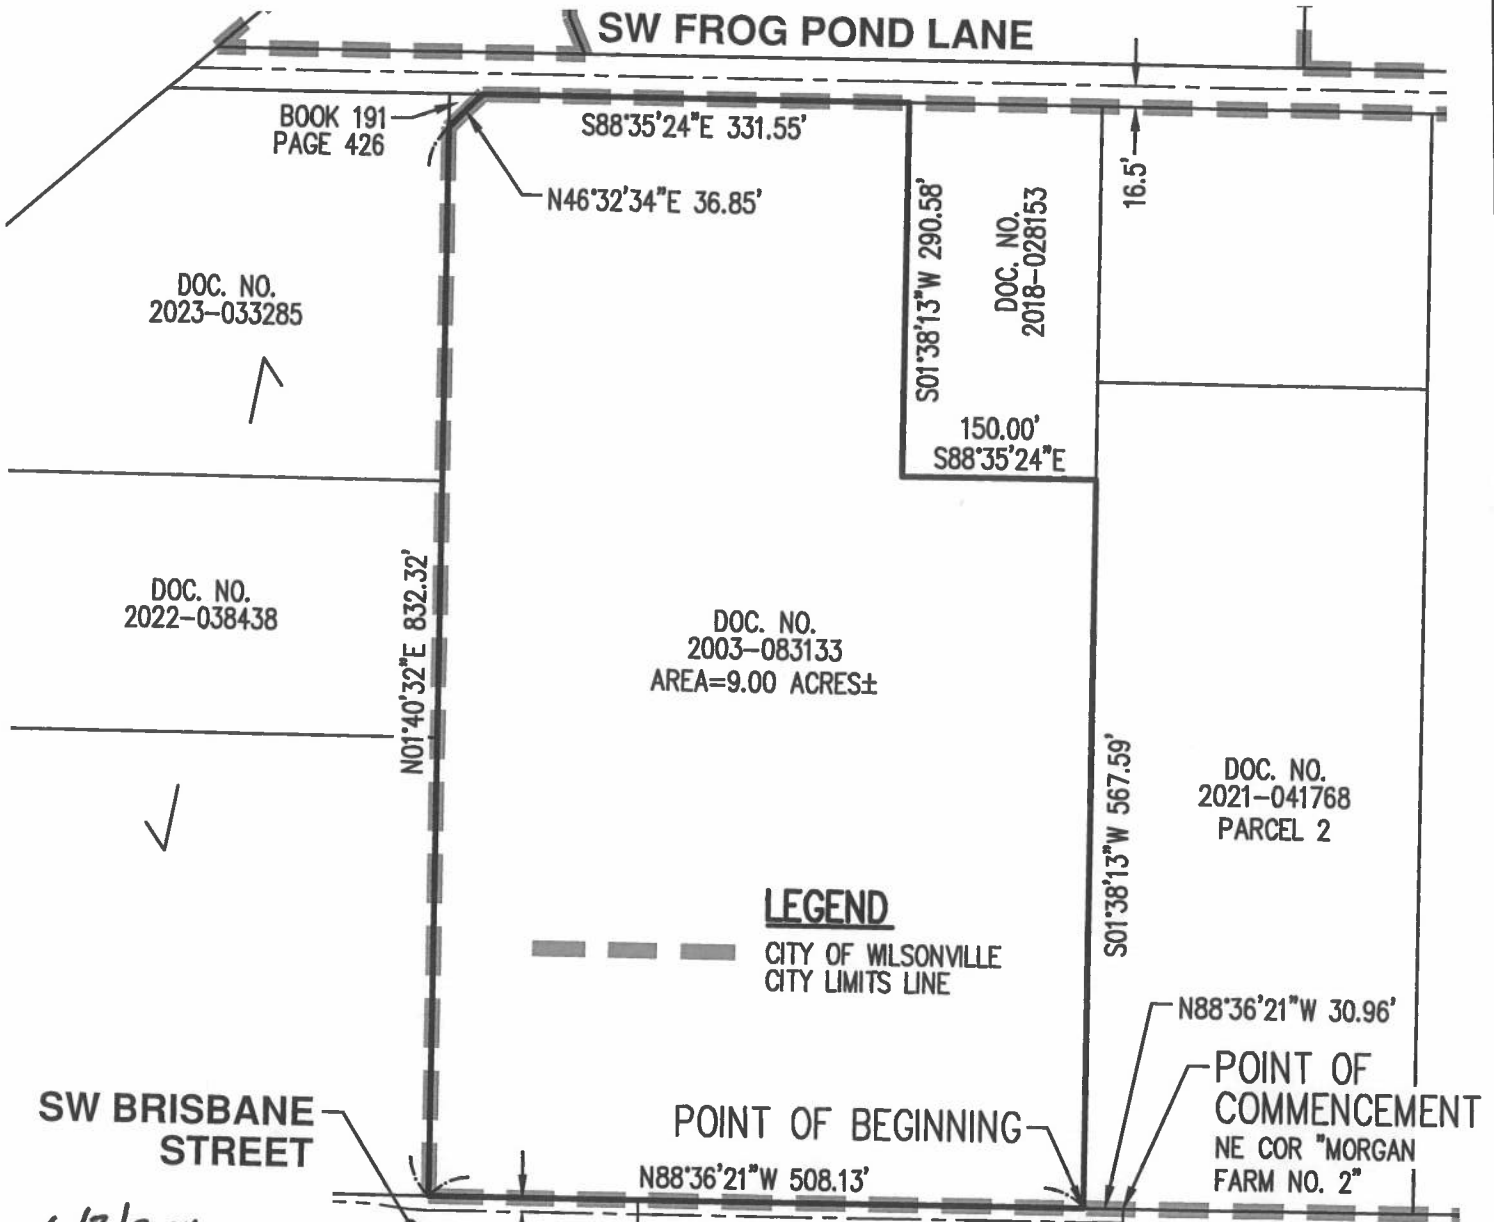 SW FROG POND LANE
BOOK 191
PAGE 426
S88°35'24"E 331.55'
N46°32'34"E 36.85'
16.5'
S01°38'13"W 290.58'
DOC. NO.
2018-028153
DOC. NO.
2023-033285
150.00'
S88°35'24"E
N01°40'32"E 832.32'
DOC. NO.
2022-038438
DOC. NO.
2003-083133
AREA=9.00 ACRES±
S01°38'13"W 567.59'
DOC. NO.
2021-041768
PARCEL 2
LEGEND
CITY OF WILSONVILLE
CITY LIMITS LINE
N88°36'21"W 30.96'
POINT OF
COMMENCEMENT
NE COR "MORGAN
FARM NO. 2"
SW BRISBANE
STREET
POINT OF BEGINNING
N88°36'21"W 508.13'